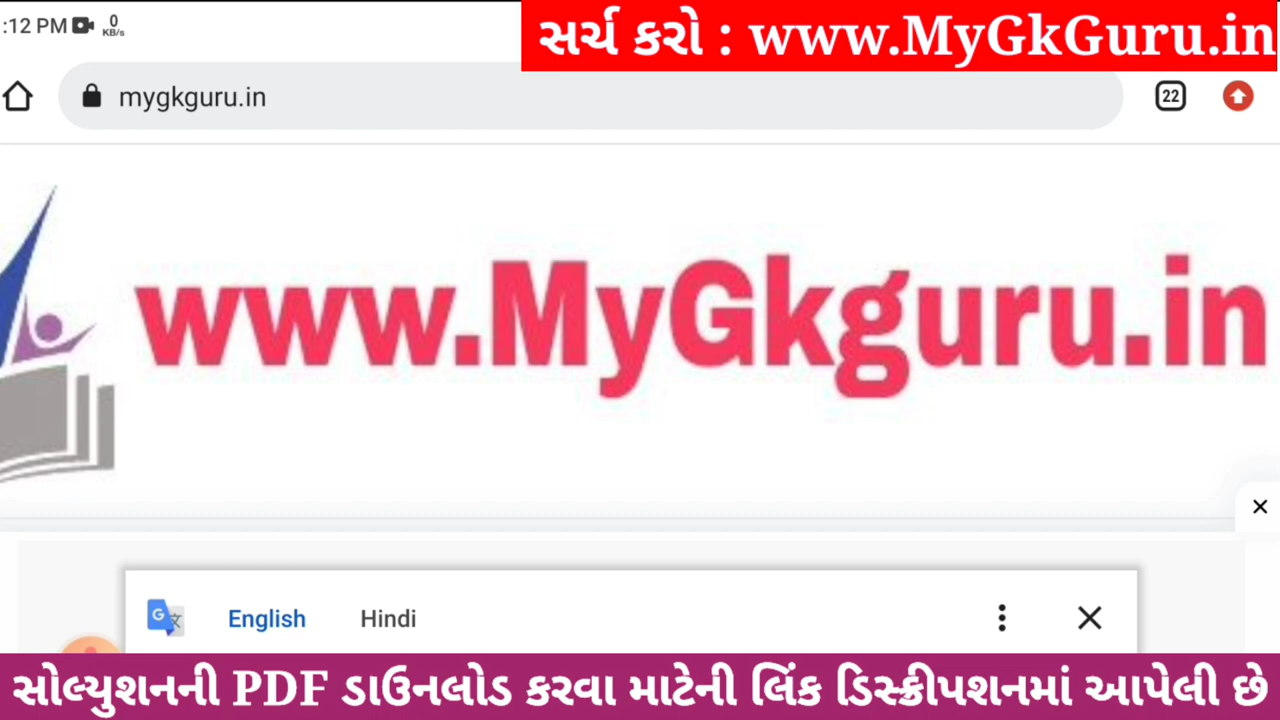 :12 PM 0 KB/s
સર્ચ કરો : www.MyGkGuru.in
mygkguru.in 22
www.MyGkguru.in
English Hindi
સોલ્યુશનની PDF ડાઉનલોડ કરવા માટેની લિંક ડિસ્ક્રીપશનમાં આપેલી છે